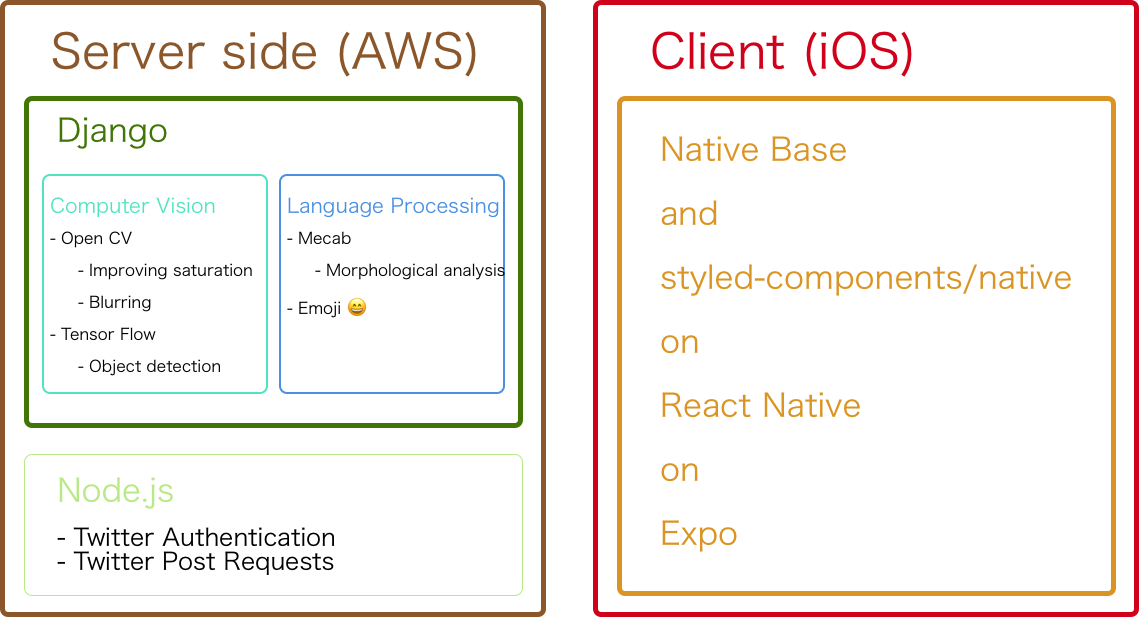 Server side (AWS)
Django
Computer Vision
- Open CV
- Improving saturation
- Blurring
- Tensor Flow
- Object detection
Language Processing
- Mecab
- Morphological analysis
- Emoji 😄
Node.js
- Twitter Authentication
- Twitter Post Requests
Client (iOS)
Native Base
and
styled-components/native
on
React Native
on
Expo